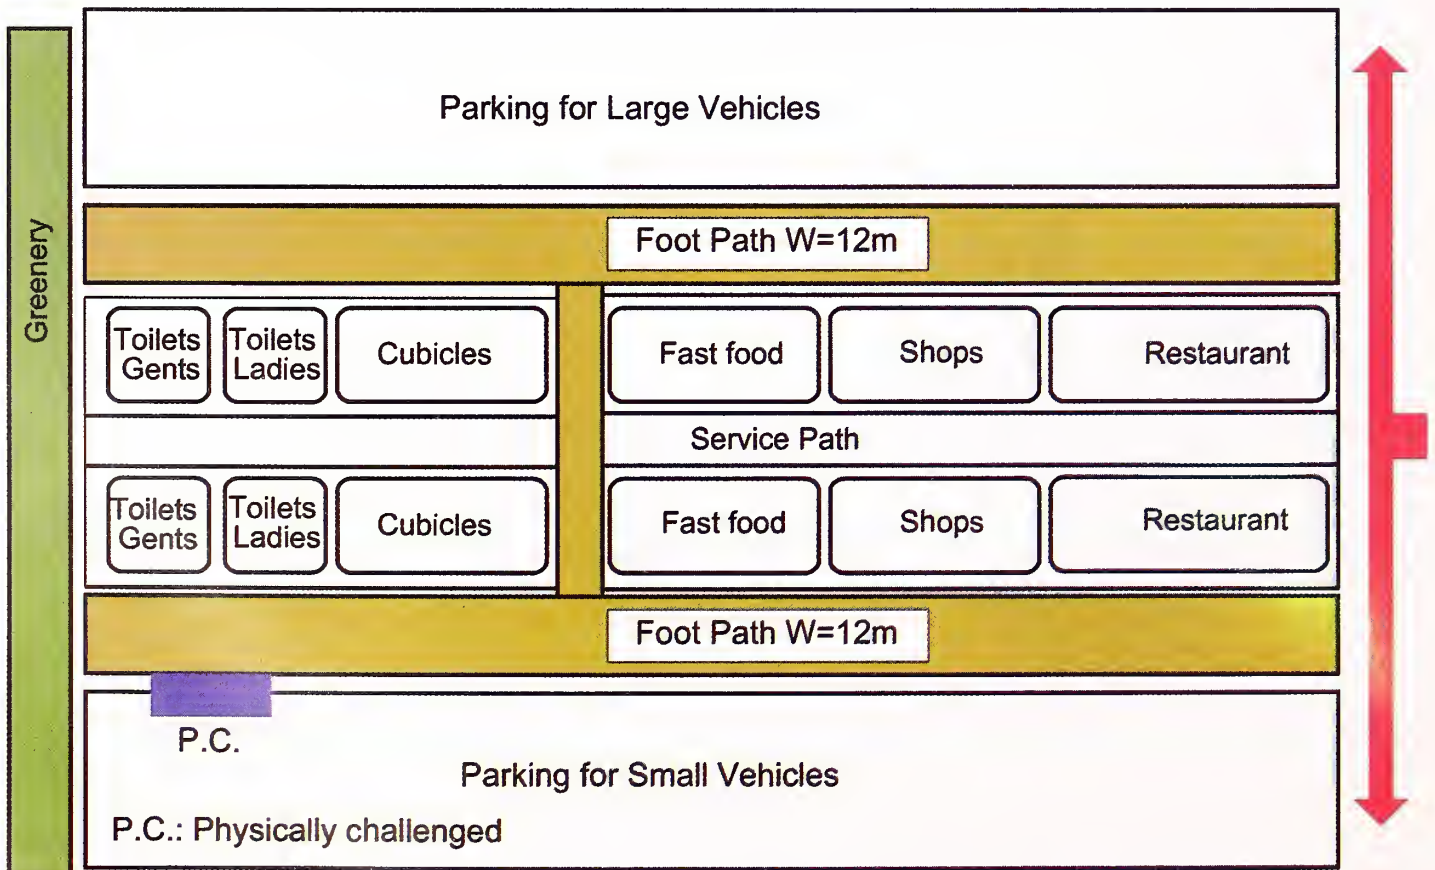 Parking for Large Vehicles
Greenery
Foot Path W=12m
Toilets
Gents
Toilets
Ladies
Cubicles
Fast food
Shops
Restaurant
Service Path
Toilets
Gents
Toilets
Ladies
Cubicles
Fast food
Shops
Restaurant
Foot Path W=12m
P.C.
Parking for Small Vehicles
P.C.: Physically challenged